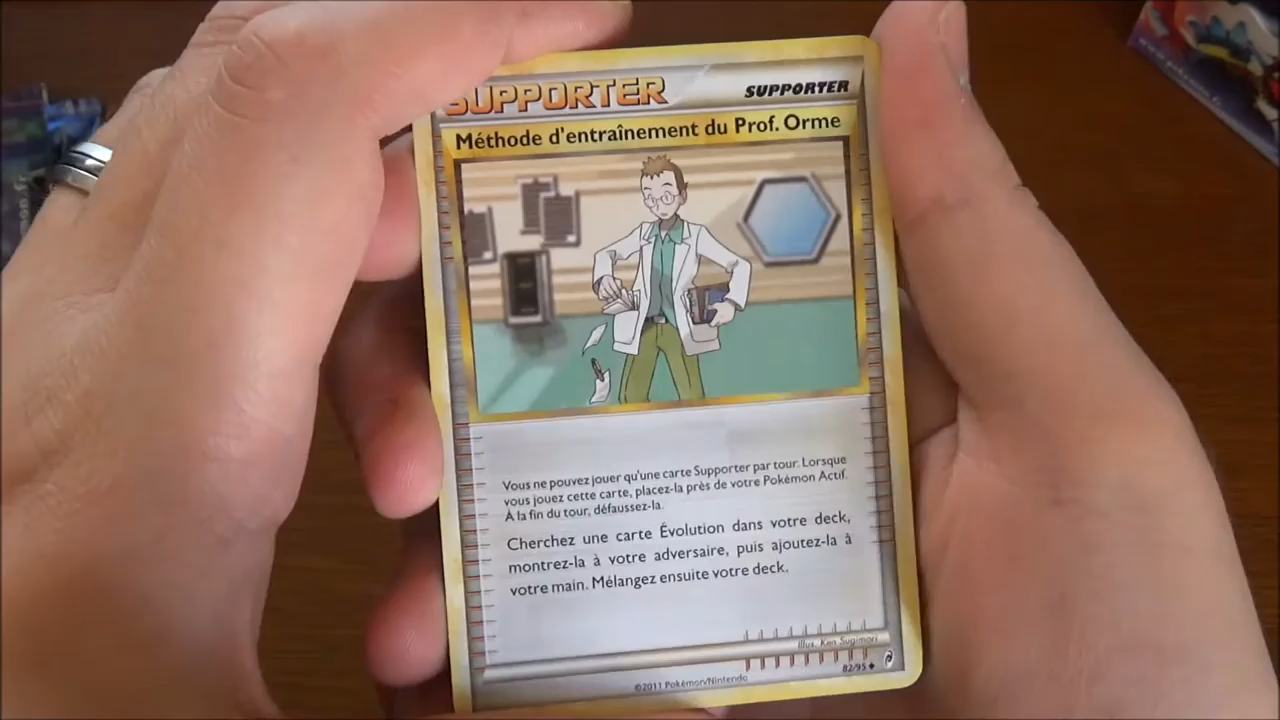 SUPPORTER
SUPPORTER
Méthode d'entraînement du Prof. Orme
Vous ne pouvez jouer qu'une carte Supporter par tour. Lorsque
vous jouez cette carte, placez-la près de votre Pokémon Actif.
À la fin du tour, défaussez-la.
Cherchez une carte Évolution dans votre deck,
montrez-la à votre adversaire, puis ajoutez-la à
votre main. Mélangez ensuite votre deck.
Illus. Ken Sugimori
82/95
©2011 Pokémon/Nintendo